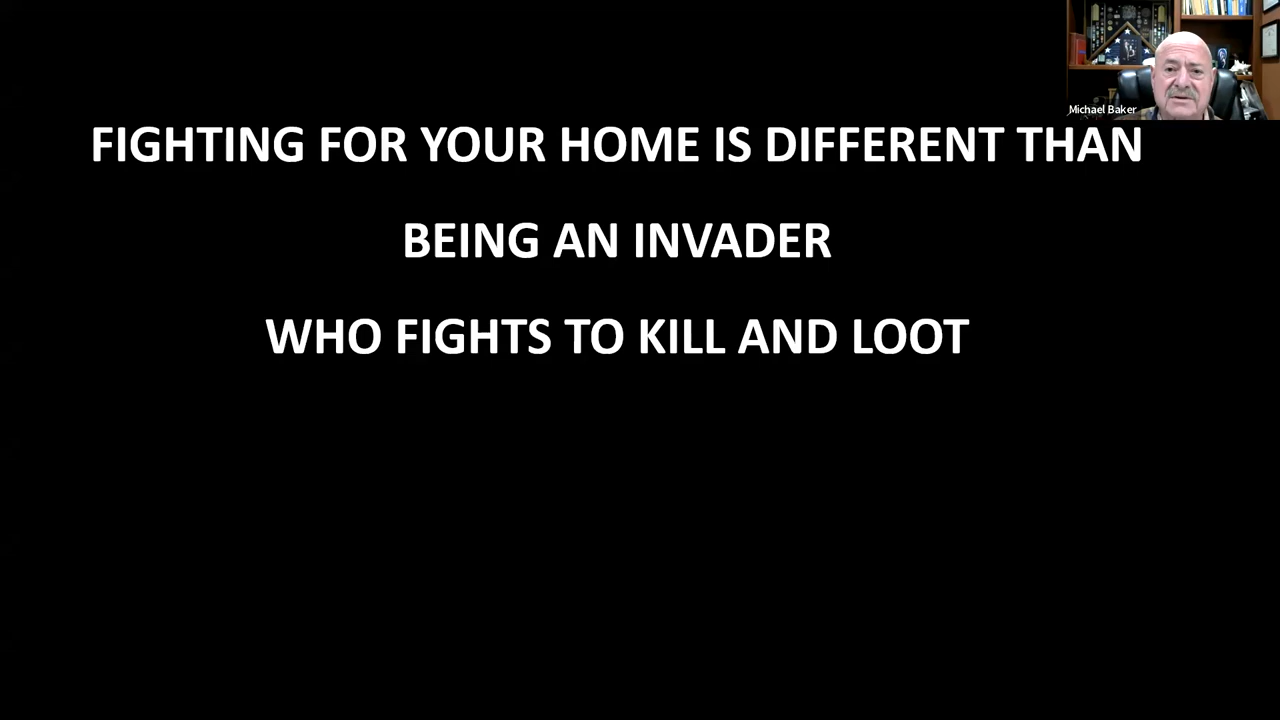 Michael Baker
FIGHTING FOR YOUR HOME IS DIFFERENT THAN
BEING AN INVADER
WHO FIGHTS TO KILL AND LOOT